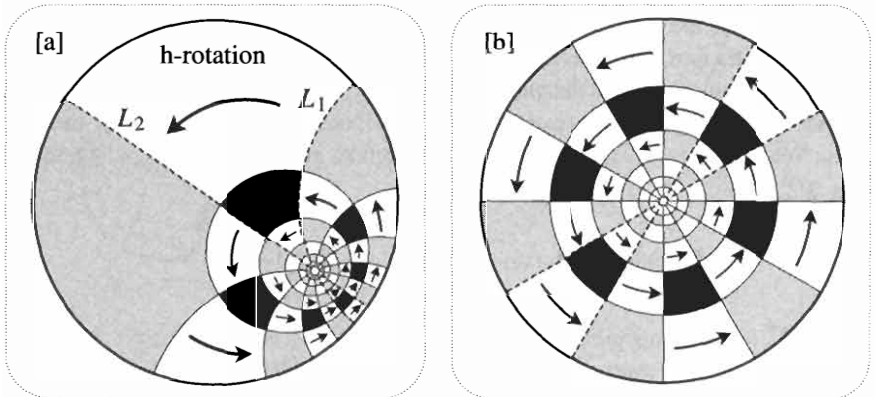 [a]
h-rotation
L₁
L₂
[b]